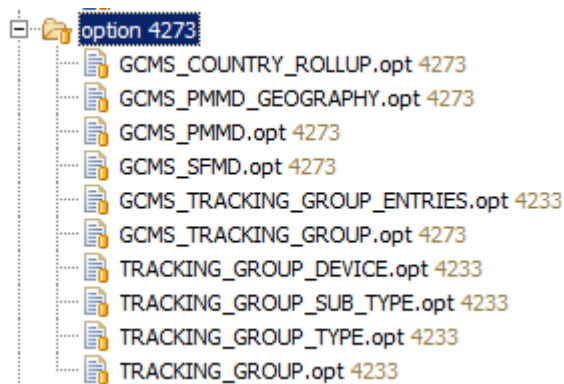 option 4273
GCMS_COUNTRY_ROLLUP.opt 4273
GCMS_PMMD_GEOGRAPHY.opt 4273
GCMS_PMMD.opt 4273
GCMS_SFMD.opt 4273
GCMS_TRACKING_GROUP_ENTRIES.opt 4233
GCMS_TRACKING_GROUP.opt 4273
TRACKING_GROUP_DEVICE.opt 4233
TRACKING_GROUP_SUB_TYPE.opt 4233
TRACKING_GROUP_TYPE.opt 4233
TRACKING_GROUP.opt 4233